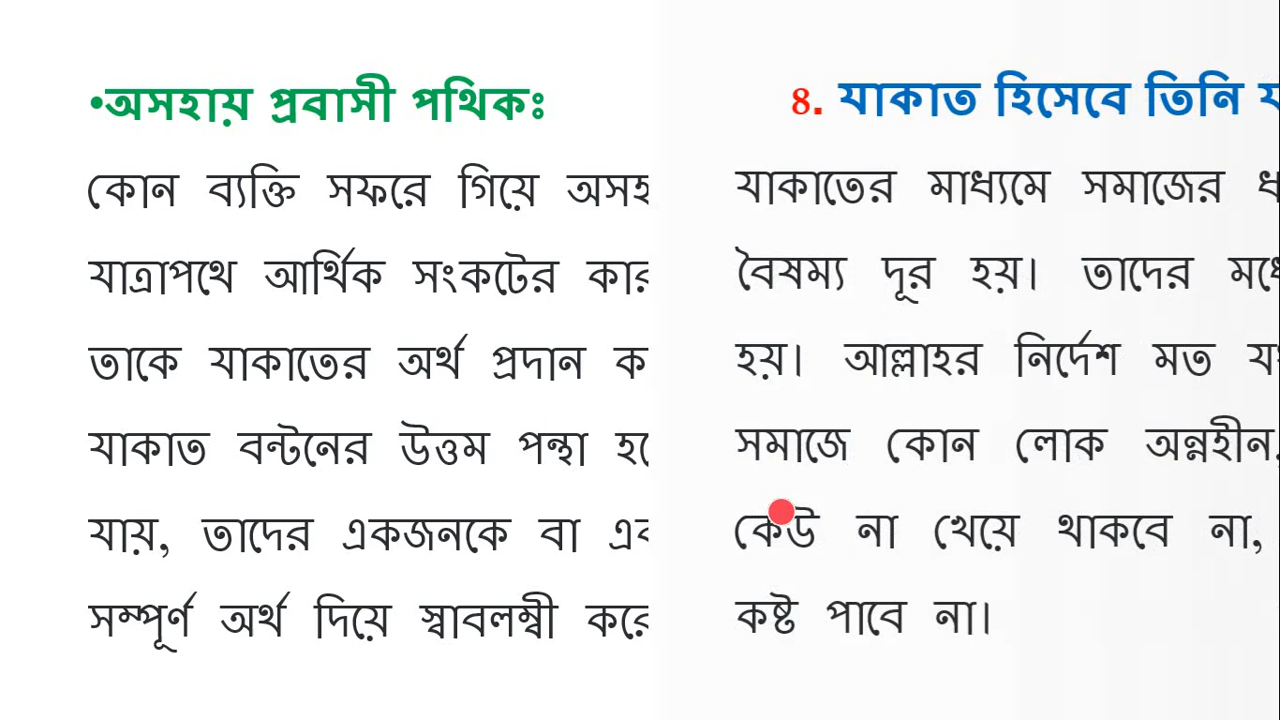 •অসহায় প্রবাসী পথিকঃ
কোন ব্যক্তি সফরে গিয়ে
যাত্রাপথে আর্থিক সংকটের
তাকে যাকাতের অর্থ প্রদান
যাকাত বন্টনের উত্তম পন্থা
যায়, তাদের একজনকে বা
সম্পূর্ণ অর্থ দিয়ে স্বাবলম্বী
8. যাকাত হিসেবে তিনি
যাকাতের মাধ্যমে সমাজের
বৈষম্য দূর হয়। তাদের
হয়। আল্লাহর নির্দেশ মত
সমাজে কোন লোক অন্নহীন
কেউ না খেয়ে থাকবে না,
কষ্ট পাবে না।